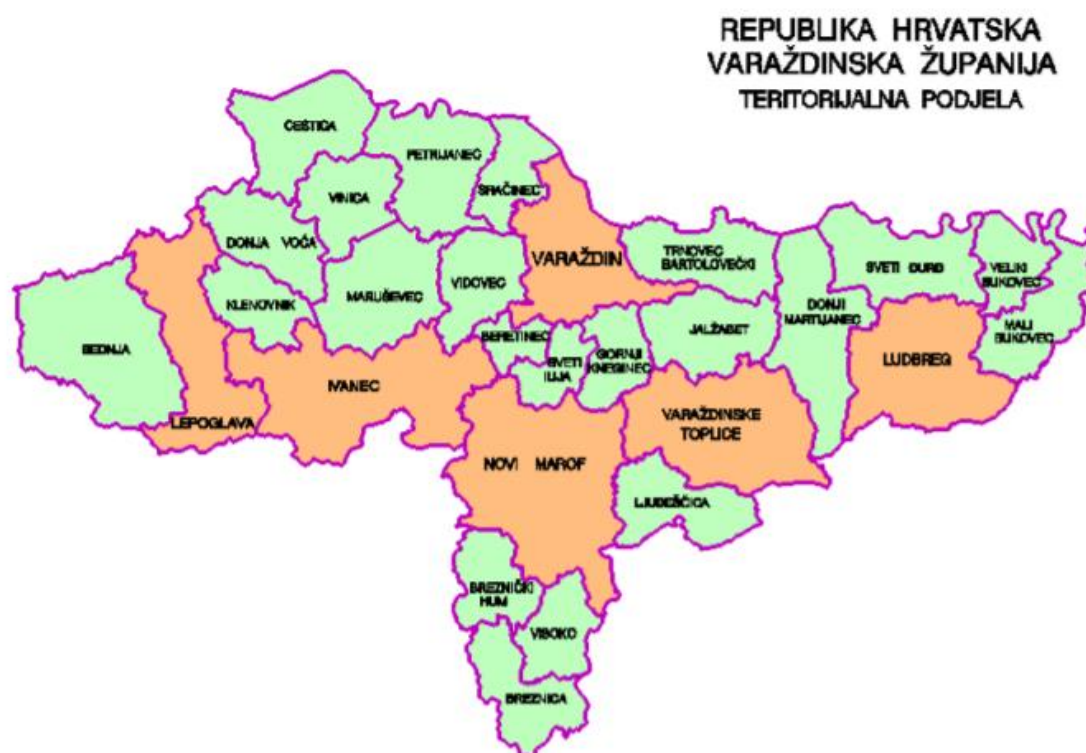 REPUBLIKA HRVATSKA
VARAŽDINSKA ŽUPANIJA
TERITORIJALNA PODJELA
CEŠTICA
PETRIJANEC
SRAČINEC
VINICA
DONJA VOĆA
VARAŽDIN
TRNOVEC
BARTOLOVEČKI
SVETI ĐURĐ
VELIKI
BUKOVEC
KLENOVNIK
MARUŠEVEC
VIDOVEC
DONJI
MARTIJANEC
MALI
BUKOVEC
BEDNJA
BERETINEC
SVETI
ILIJA
GORNJI
KNEGINEC
JALŽABET
LUDBREG
IVANEC
LEPOGLAVA
VARAŽDINSKE
TOPLICE
NOVI MAROF
LJUBEŠĆICA
BREZNIČKI
HUM
VISOKO
BREZNICA